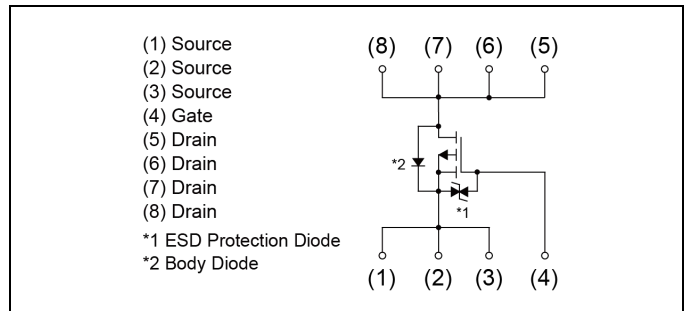 (1) Source
(2) Source
(3) Source
(4) Gate
(5) Drain
(6) Drain
(7) Drain
(8) Drain
*1 ESD Protection Diode
*2 Body Diode
(8) (7) (6) (5)
*2
*1
(1) (2) (3) (4)